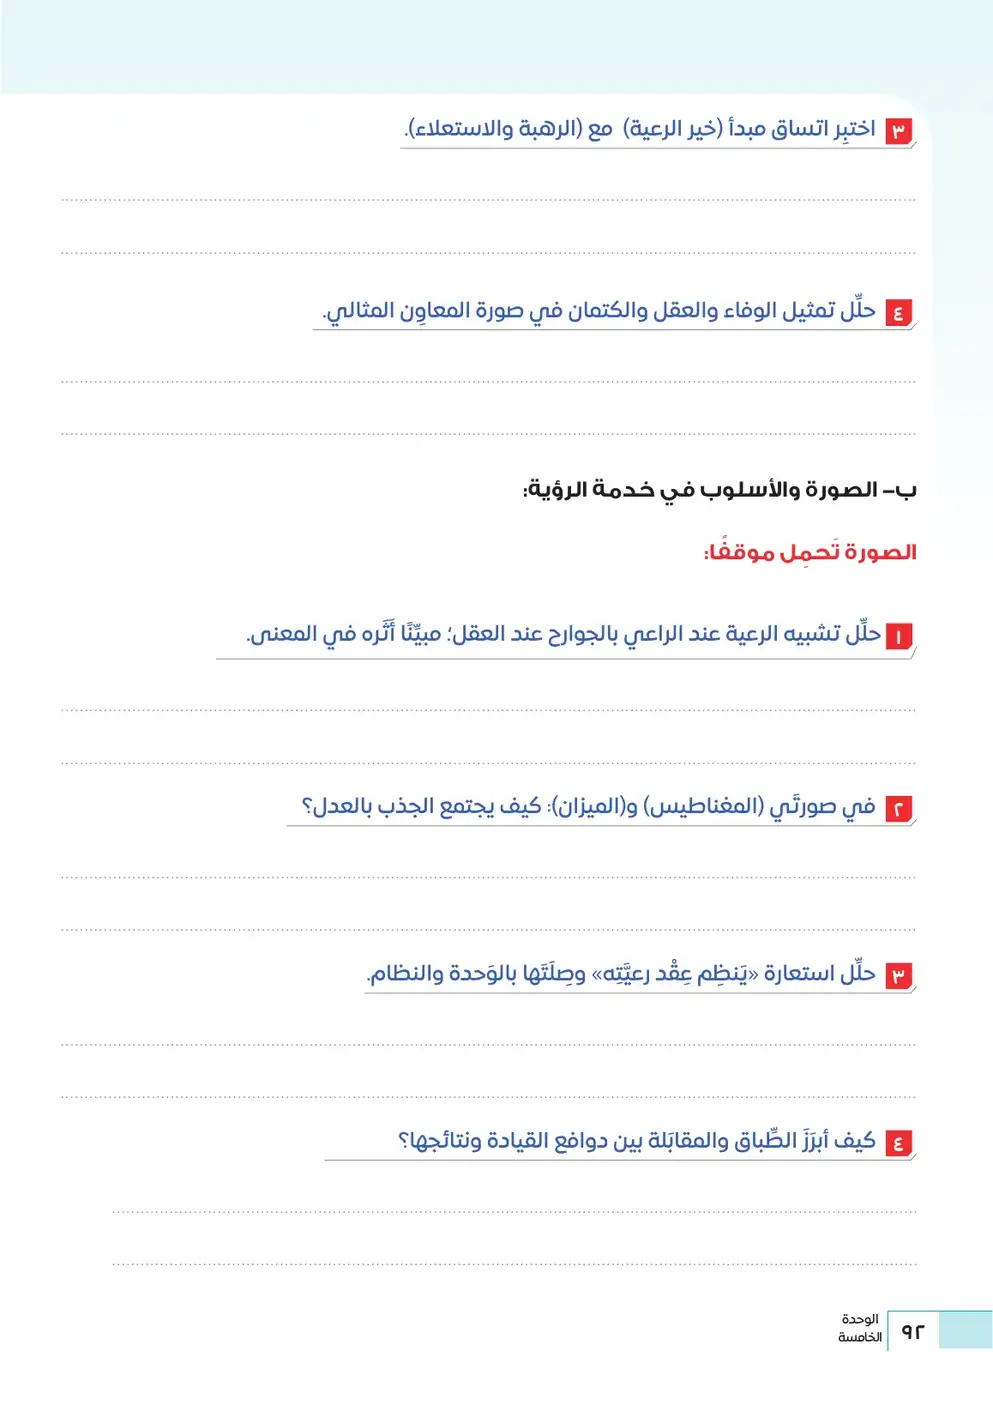 ٣ اختبِر اتساق مبدأ (خير الرعية) مع (الرهبة والاستعلاء).
٤ حلِّل تمثيل الوفاء والعقل والكتمان في صورة المعاوِن المثالي.
ب- الصورة والأسلوب في خدمة الرؤية:
الصورة تَحمِل موقفًا:
١ حلِّل تشبيه الرعية عند الراعي بالجوارح عند العقل؛ مبيِّنًا أَثَره في المعنى.
٢ في صورتَي (المغناطيس) و(الميزان): كيف يجتمع الجذب بالعدل؟
٣ حلِّل استعارة «يَنظِم عِقْد رعيَّتِه» وصِلَتَها بالوَحدة والنظام.
٤ كيف أبرَزَ الطِّباق والمقابَلة بين دوافع القيادة ونتائجها؟
الوحدة
الخامسة
٩٢